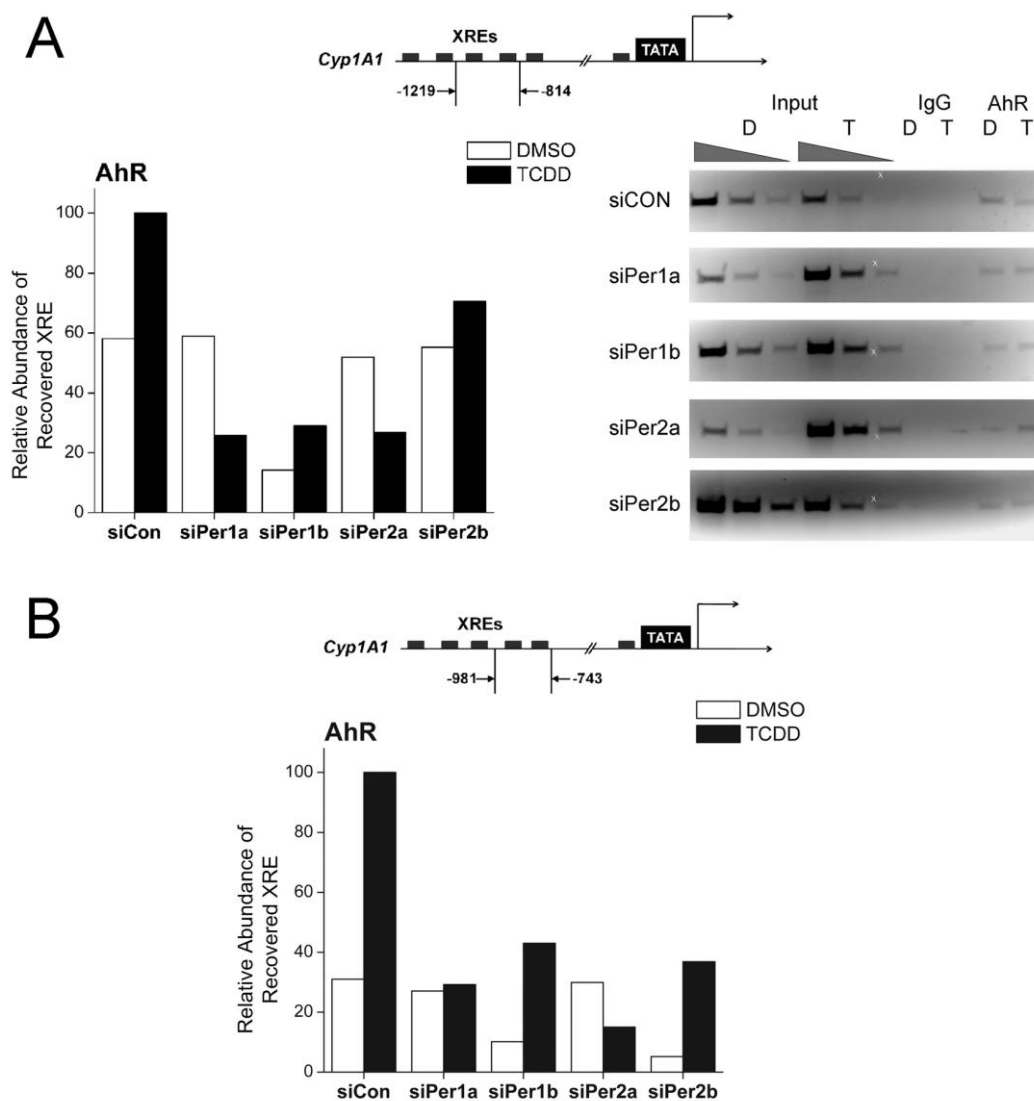 A
XREs
Cyp1A1
TATA
-1219
-814
Input
IgG
AhR
D
T
D
T
D
T
DMSO
TCDD
AhR
siCON
x
siPer1a
x
siPer1b
x
siPer2a
x
siPer2b
x
Relative Abundance of
Recovered XRE
100
80
60
40
20
0
siCon
siPer1a
siPer1b
siPer2a
siPer2b
B
XREs
Cyp1A1
TATA
-981
-743
DMSO
TCDD
AhR
Relative Abundance of
Recovered XRE
100
80
60
40
20
0
siCon
siPer1a
siPer1b
siPer2a
siPer2b